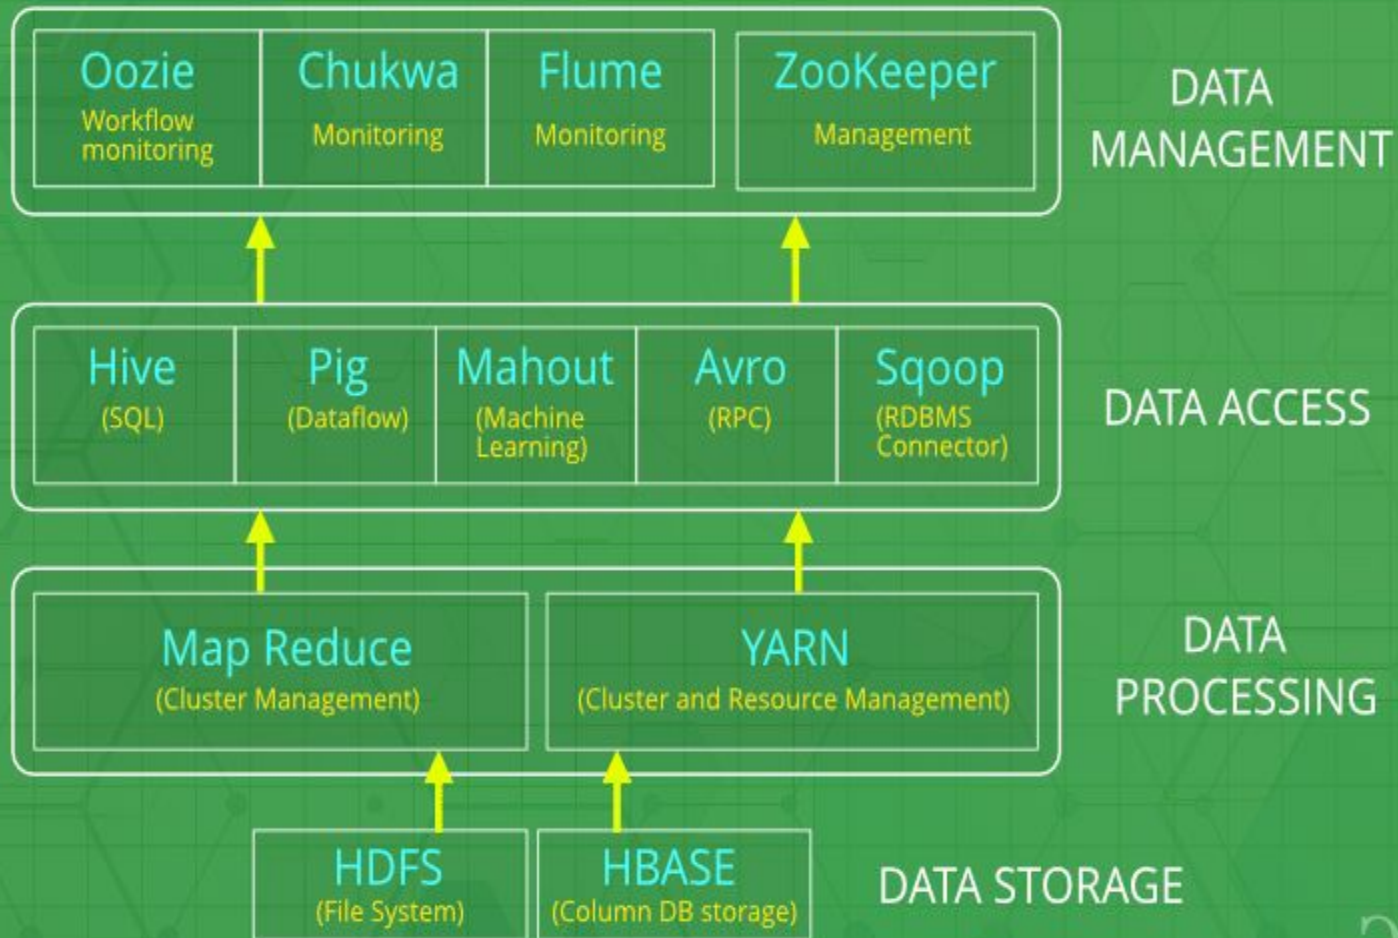 Oozie
Workflow
monitoring
Chukwa
Monitoring
Flume
Monitoring
ZooKeeper
Management
DATA
MANAGEMENT
Hive
(SQL)
Pig
(Dataflow)
Mahout
(Machine
Learning)
Avro
(RPC)
Sqoop
(RDBMS
Connector)
DATA ACCESS
Map Reduce
(Cluster Management)
YARN
(Cluster and Resource Management)
DATA
PROCESSING
HDFS
(File System)
HBASE
(Column DB storage)
DATA STORAGE